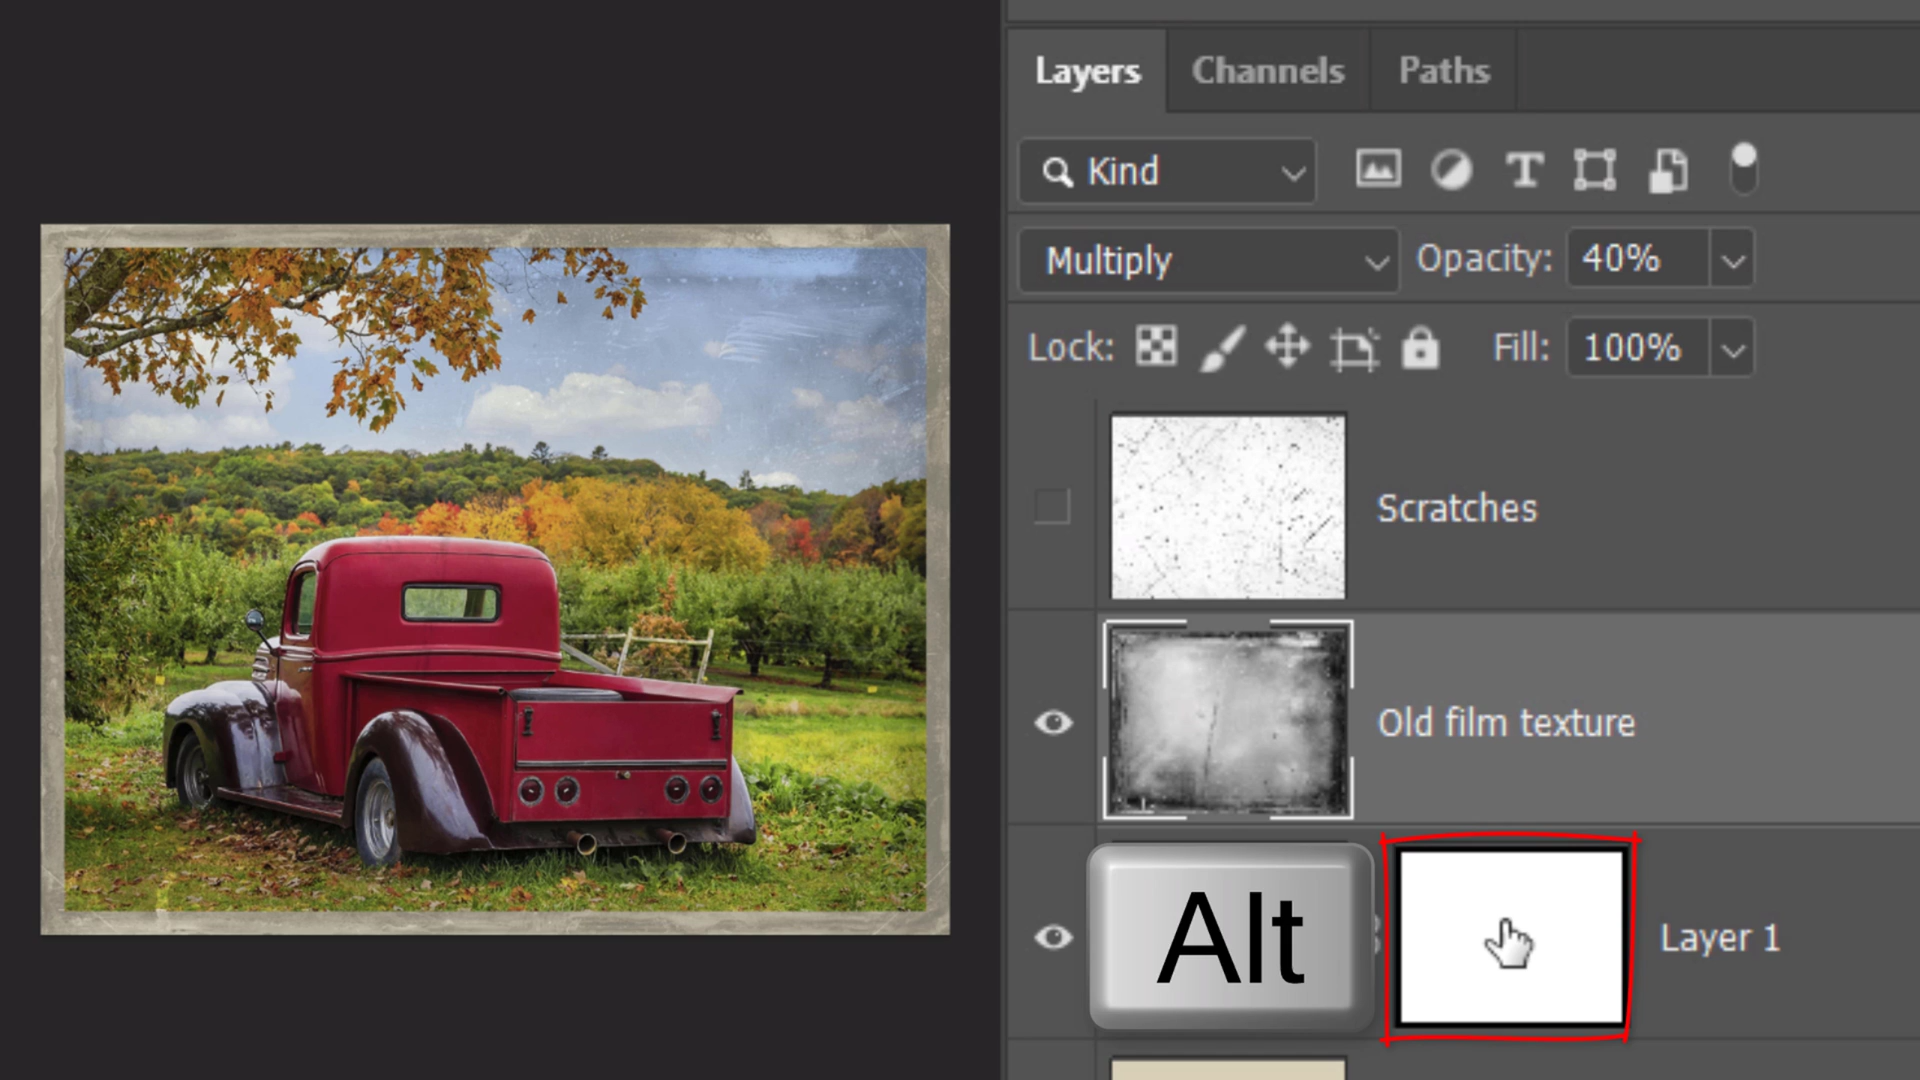 Layers Channels Paths
Kind
Multiply Opacity: 40%
Lock: Fill: 100%
Scratches
Old film texture
Alt Layer 1